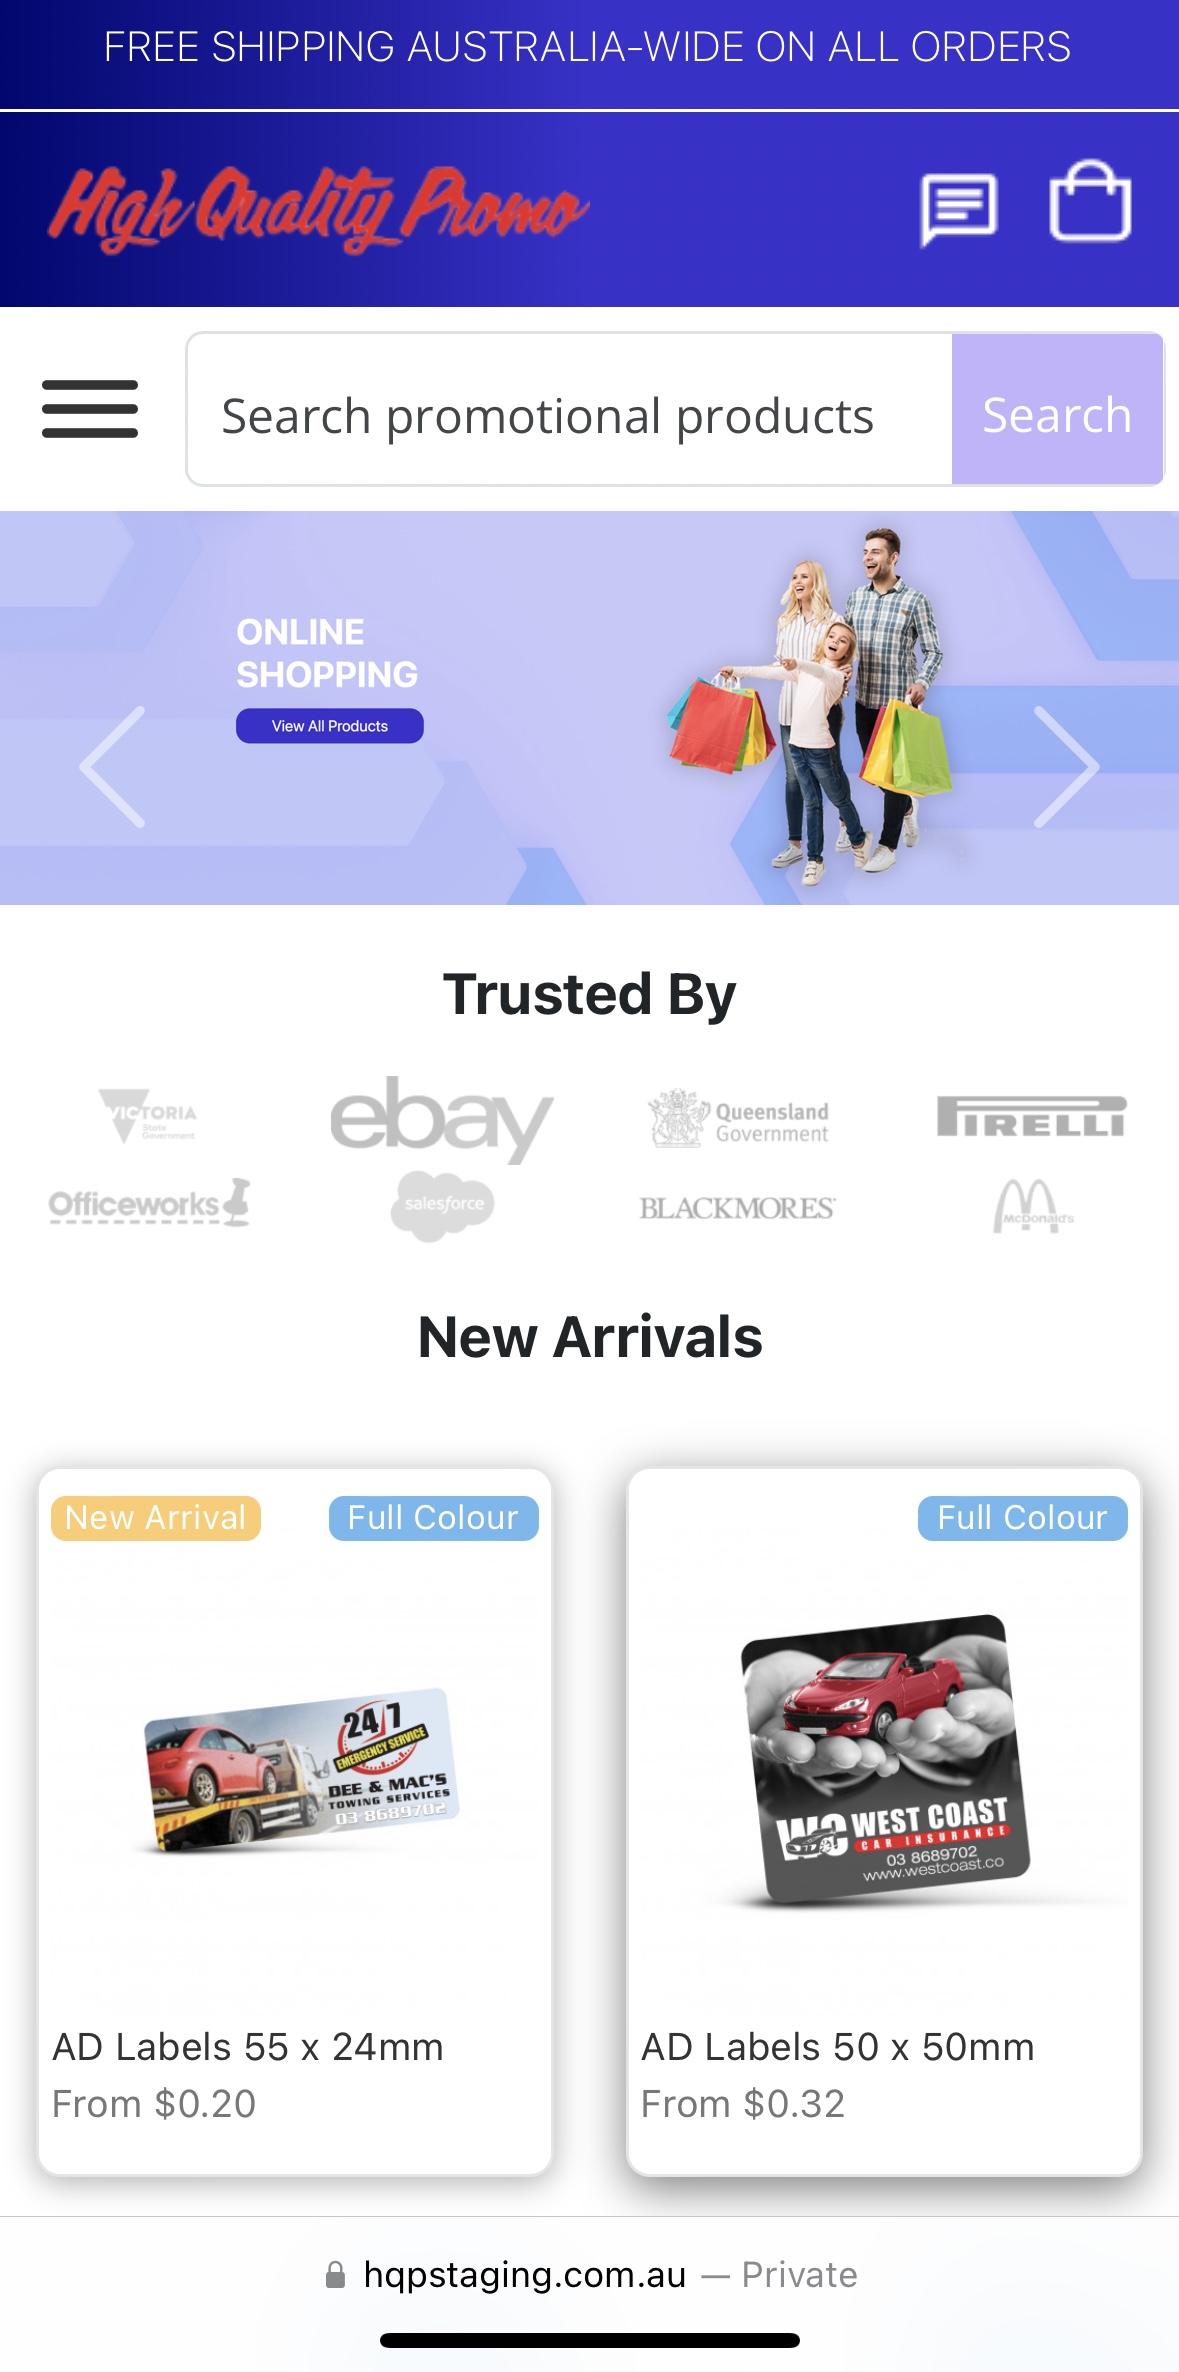 FREE SHIPPING AUSTRALIA-WIDE ON ALL ORDERS
High Quality Promo
Search promotional products
Search
ONLINE
SHOPPING
View All Products
Trusted By
VICTORIA
State
Government
ebay
Queensland
Government
PIRELLI
Officeworks
salesforce
BLACKMORES
McDonald's
New Arrivals
New Arrival
Full Colour
24/7
EMERGENCY SERVICE
DEE & MAC'S
TOWING SERVICES
03 8689702
AD Labels 55 x 24mm
From $0.20
Full Colour
WC WEST COAST
CAR INSURANCE
03 8689702
www.westcoast.co
AD Labels 50 x 50mm
From $0.32
hqpstaging.com.au — Private